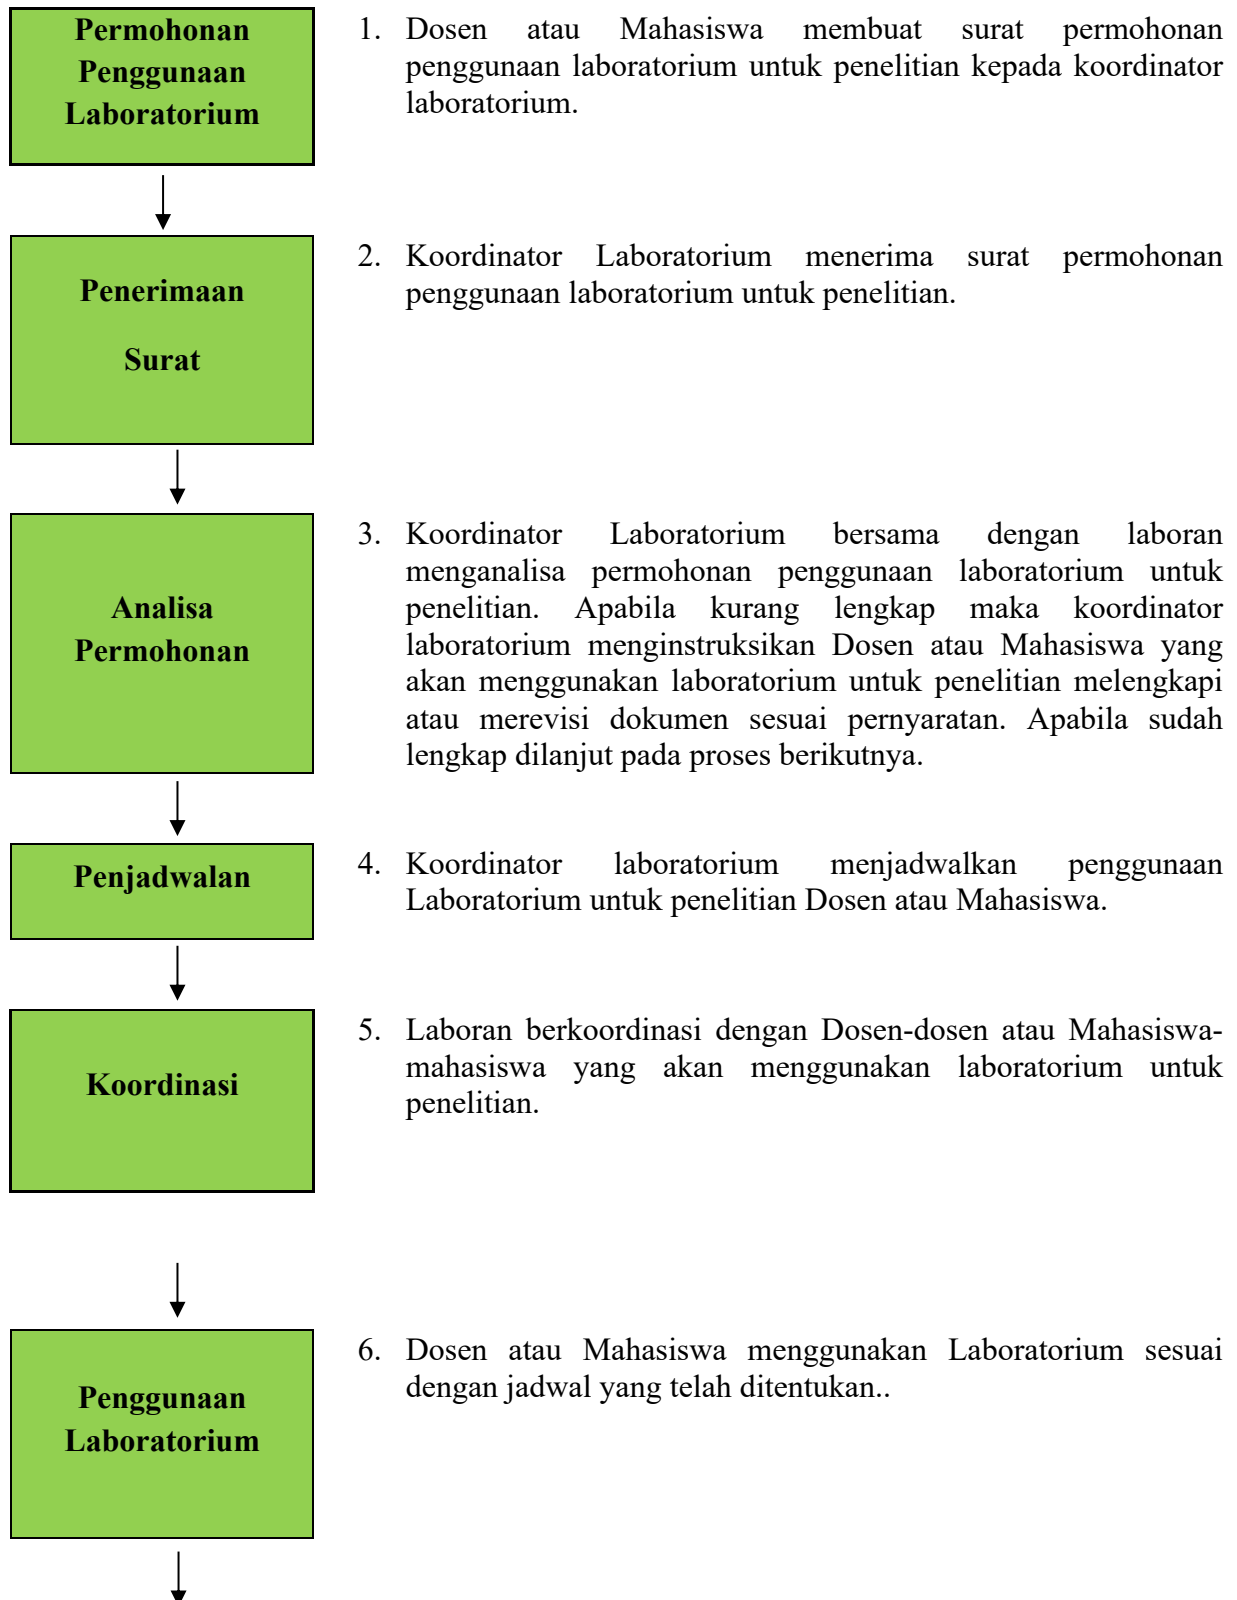 Permohonan
Penggunaan
Laboratorium
1. Dosen atau Mahasiswa membuat surat permohonan
penggunaan laboratorium untuk penelitian kepada koordinator
laboratorium.
Penerimaan
Surat
2. Koordinator Laboratorium menerima surat permohonan
penggunaan laboratorium untuk penelitian.
Analisa
Permohonan
3. Koordinator Laboratorium bersama dengan laboran
menganalisa permohonan penggunaan laboratorium untuk
penelitian. Apabila kurang lengkap maka koordinator
laboratorium menginstruksikan Dosen atau Mahasiswa yang
akan menggunakan laboratorium untuk penelitian melengkapi
atau merevisi dokumen sesuai pernyaratan. Apabila sudah
lengkap dilanjut pada proses berikutnya.
Penjadwalan
4. Koordinator laboratorium menjadwalkan penggunaan
Laboratorium untuk penelitian Dosen atau Mahasiswa.
Koordinasi
5. Laboran berkoordinasi dengan Dosen-dosen atau Mahasiswa-
mahasiswa yang akan menggunakan laboratorium untuk
penelitian.
Penggunaan
Laboratorium
6. Dosen atau Mahasiswa menggunakan Laboratorium sesuai
dengan jadwal yang telah ditentukan..